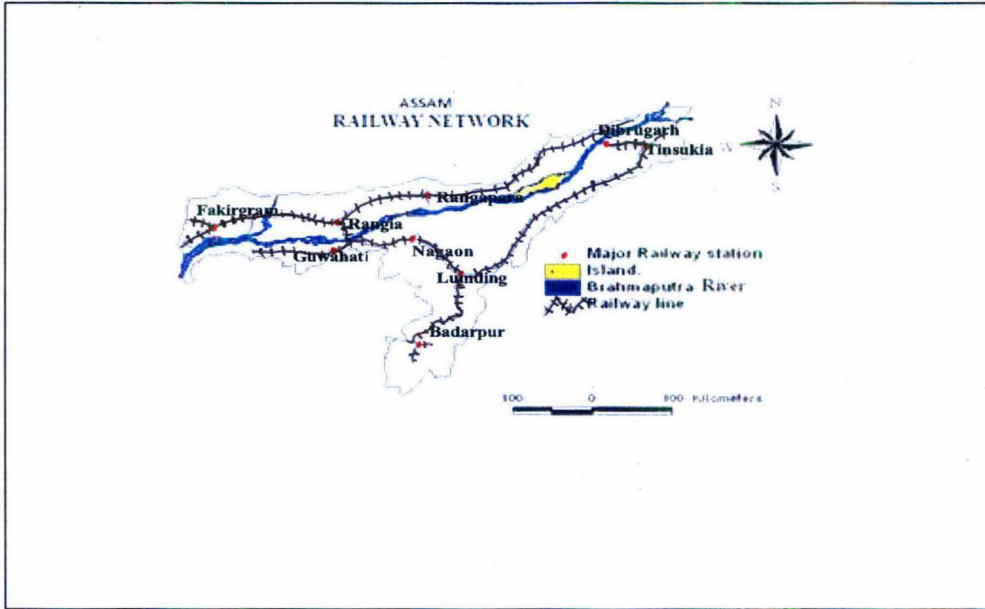 ASSAM
RAILWAY NETWORK
N
Dibrugarh
Tinsukia
S
Rangapara
Fakirgram
Rangia
Guwahati
Nagaon
Lumding
Badarpur
Major Railway station
Island.
Brahmaputra River
Railway line
100 0 100 Kilometers